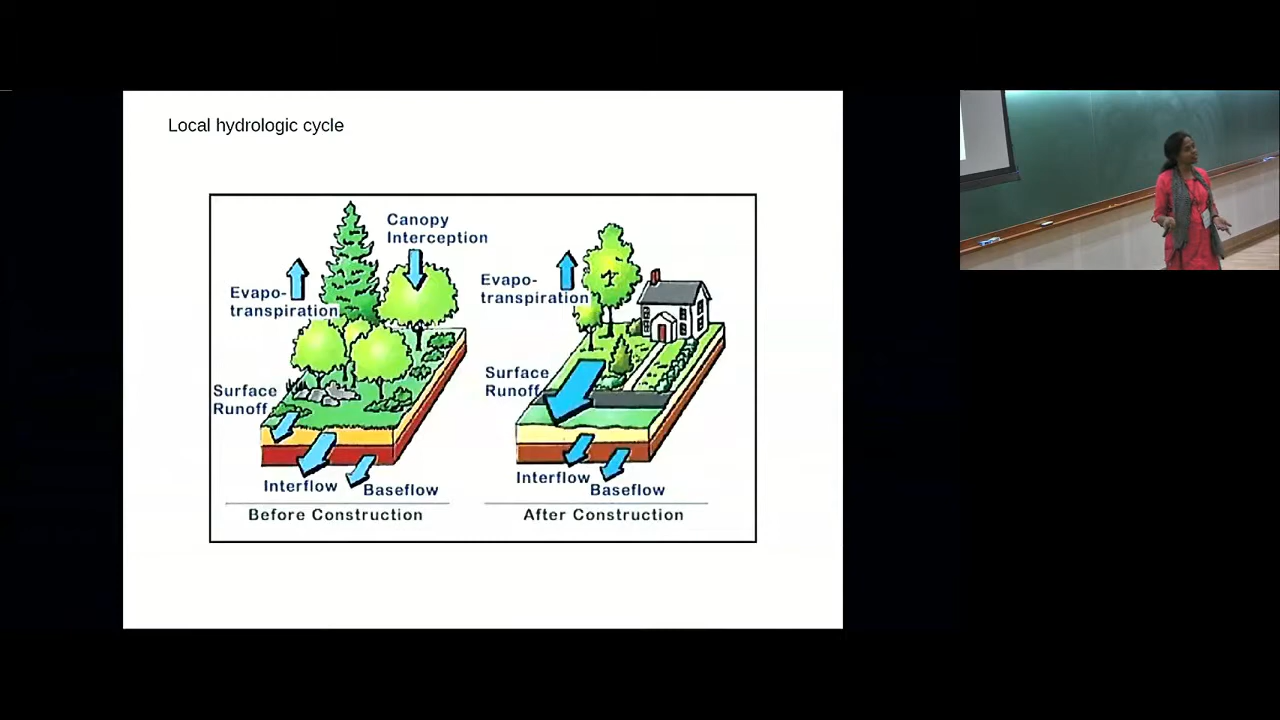 Local hydrologic cycle
Canopy
Interception
Evapo-
transpiration
Surface
Runoff
Interflow
Baseflow
Before Construction
Evapo-
transpiration
Surface
Runoff
Interflow
Baseflow
After Construction